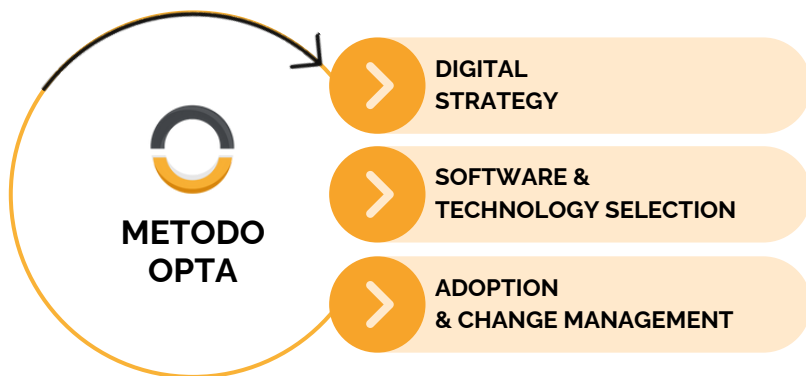 METODO
OPTA
DIGITAL
STRATEGY
SOFTWARE &
TECHNOLOGY SELECTION
ADOPTION
& CHANGE MANAGEMENT